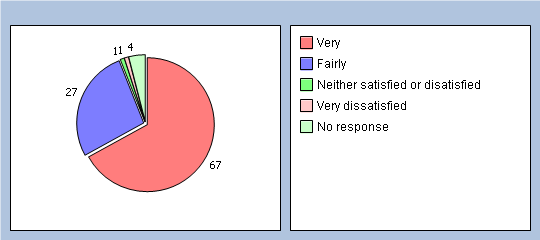 11 4
27
67
Very
Fairly
Neither satisfied or disatisfied
Very dissatisfied
No response